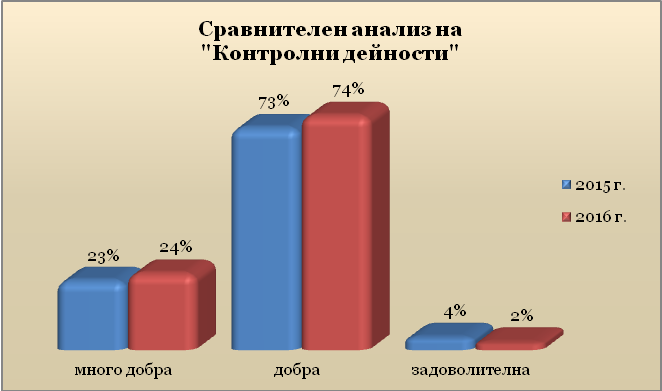 Сравнителен анализ на
"Контролни дейности"
73%
74%
23%
24%
4%
2%
2015 г.
2016 г.
много добра
добра
задоволителна